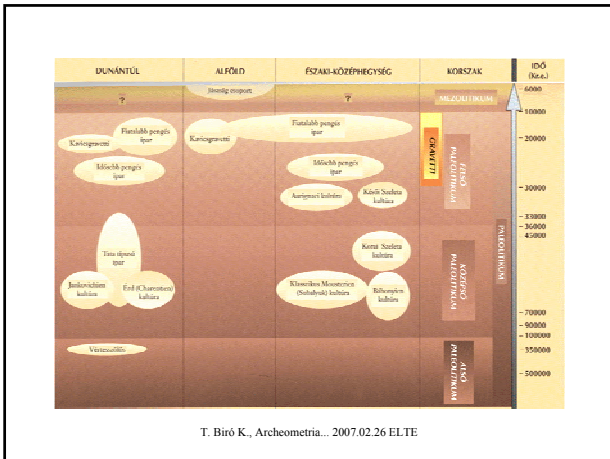 DUNÁNTÚL ALFÖLD ÉSZAKI-KÖZÉPHEGYSÉG KORSZAK IDŐ
(Kr.e.)
Jászság csoport
6000
? ? MEZOLITIKUM
10000
Kavicsgravetti
Fiatalabb pengés
ipar
Kavicsgravetti
Fiatalabb pengés
ipar
GRAVETTI
20000
Idősebb pengés
ipar
Idősebb pengés
ipar
FELSŐ
PALEOLITIKUM
Aurignaci kultúra
Késői Szeleta
kultúra
30000
33000
36000
45000
PALEOLITIKUM
Tata típusú
ipar
Korai Szeleta
kultúra
Jankovichium
kultúra
Érd (Charentien)
kultúra
Klasszikus Mousterien
(Subalyuk) kultúra
Bábonyien
kultúra
KÖZÉPSŐ
PALEOLITIKUM
70000
90000
100000
Vértesszőlős
350000
ALSÓ
PALEOLITIKUM
500000
T. Biró K., Archeometria... 2007.02.26 ELTE